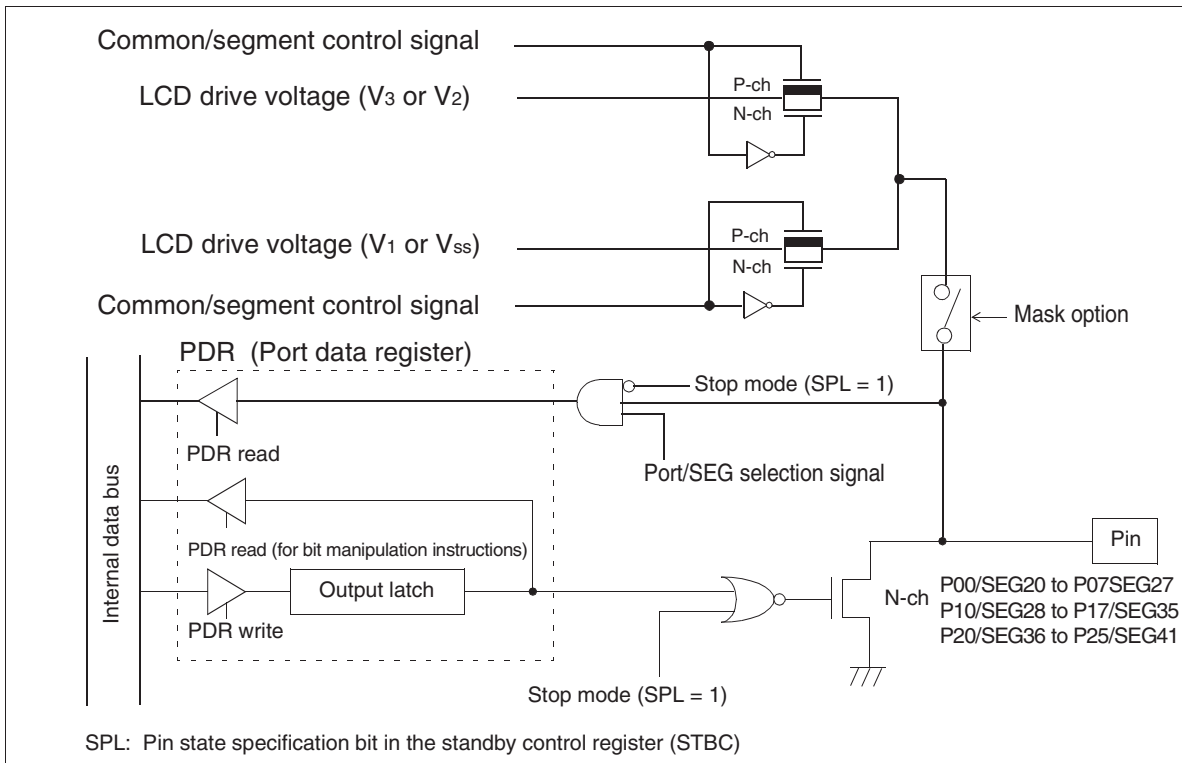 Common/segment control signal
LCD drive voltage (V3 or V2)
P-ch
N-ch
LCD drive voltage (V1 or Vss)
P-ch
N-ch
Common/segment control signal
Mask option
PDR (Port data register)
Stop mode (SPL = 1)
PDR read
Port/SEG selection signal
Internal data bus
PDR read (for bit manipulation instructions)
Output latch
PDR write
Pin
N-ch
P00/SEG20 to P07SEG27
P10/SEG28 to P17/SEG35
P20/SEG36 to P25/SEG41
Stop mode (SPL = 1)
SPL: Pin state specification bit in the standby control register (STBC)